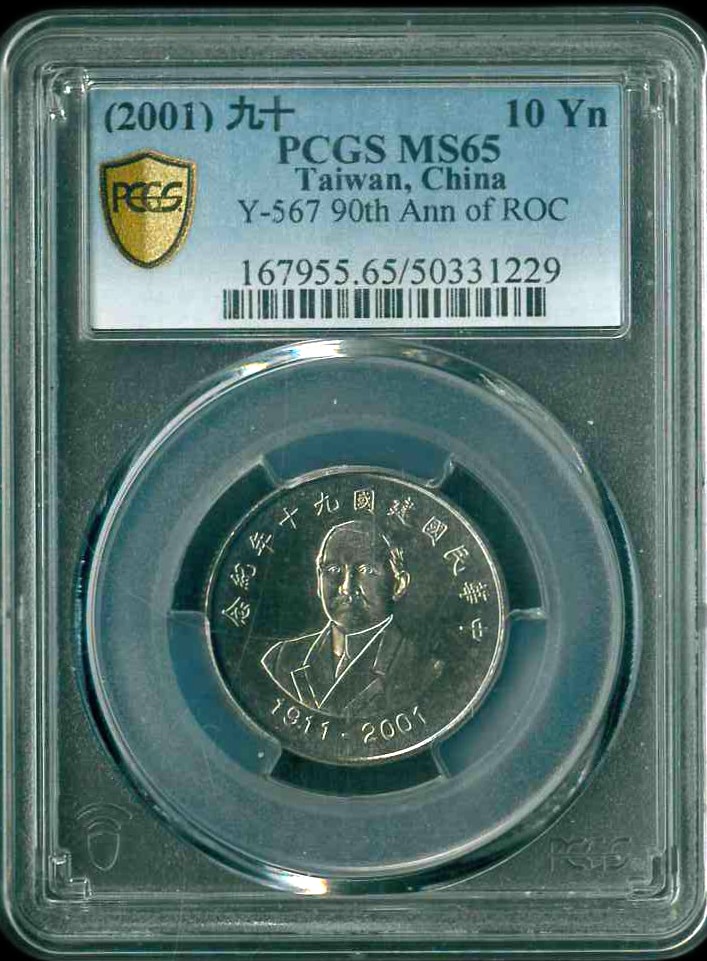 (2001) 九十 10 Yn
PCGS MS65
Taiwan, China
Y-567 90th Ann of ROC
PCGS
167955.65/50331229
中華民國建國九十年紀念
1911-2001
PCGS